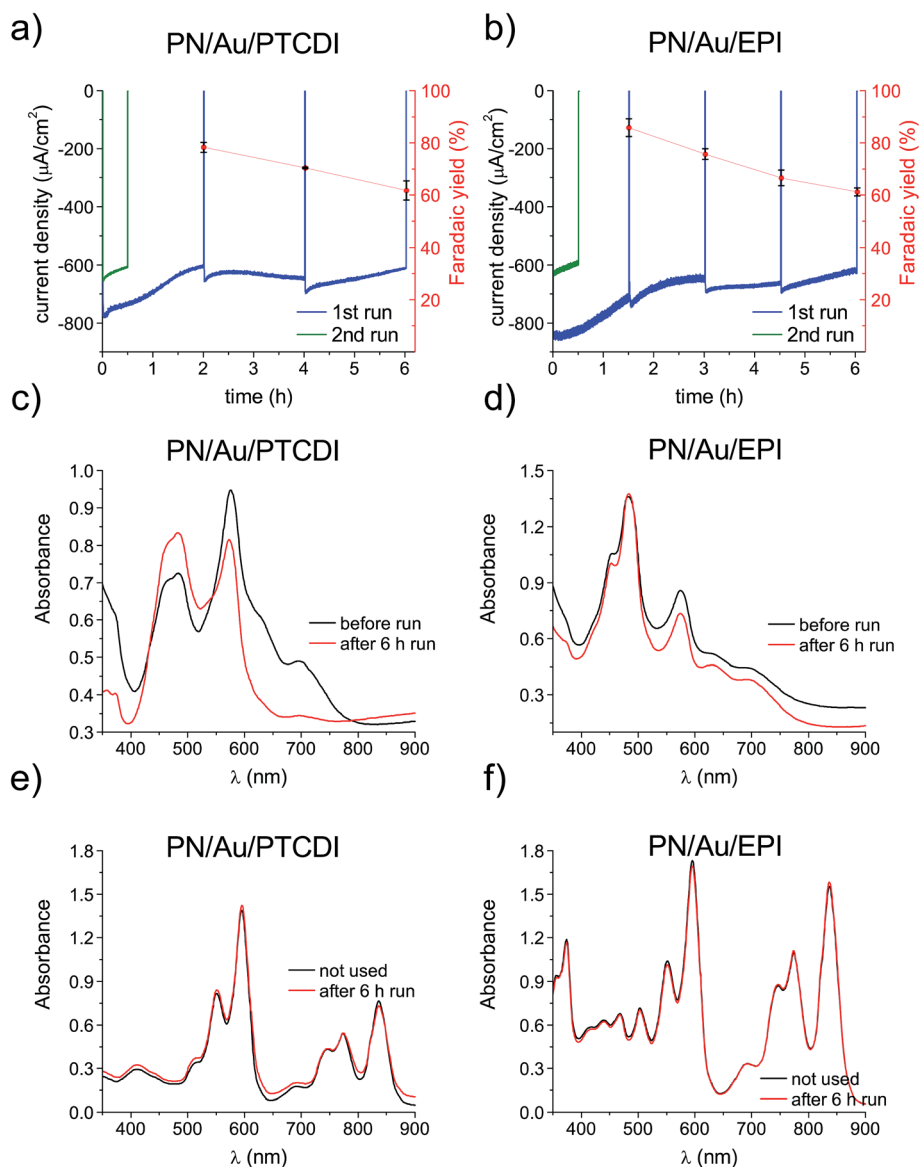 a)
PN/Au/PTCDI
current density (µA/cm²)
0
-200
-400
-600
-800
100
80
60
40
20
Faradaic yield (%)
1st run
2nd run
0 1 2 3 4 5 6
time (h)
b)
PN/Au/EPI
current density (µA/cm²)
0
-200
-400
-600
-800
100
80
60
40
20
Faradaic yield (%)
1st run
2nd run
0 1 2 3 4 5 6
time (h)
c)
PN/Au/PTCDI
Absorbance
1.0
0.9
0.8
0.7
0.6
0.5
0.4
0.3
before run
after 6 h run
400 500 600 700 800 900
λ (nm)
d)
PN/Au/EPI
Absorbance
1.5
1.2
0.9
0.6
0.3
before run
after 6 h run
400 500 600 700 800 900
λ (nm)
e)
PN/Au/PTCDI
Absorbance
1.8
1.5
1.2
0.9
0.6
0.3
0.0
not used
after 6 h run
400 500 600 700 800 900
λ (nm)
f)
PN/Au/EPI
Absorbance
1.8
1.5
1.2
0.9
0.6
0.3
0.0
not used
after 6 h run
400 500 600 700 800 900
λ (nm)